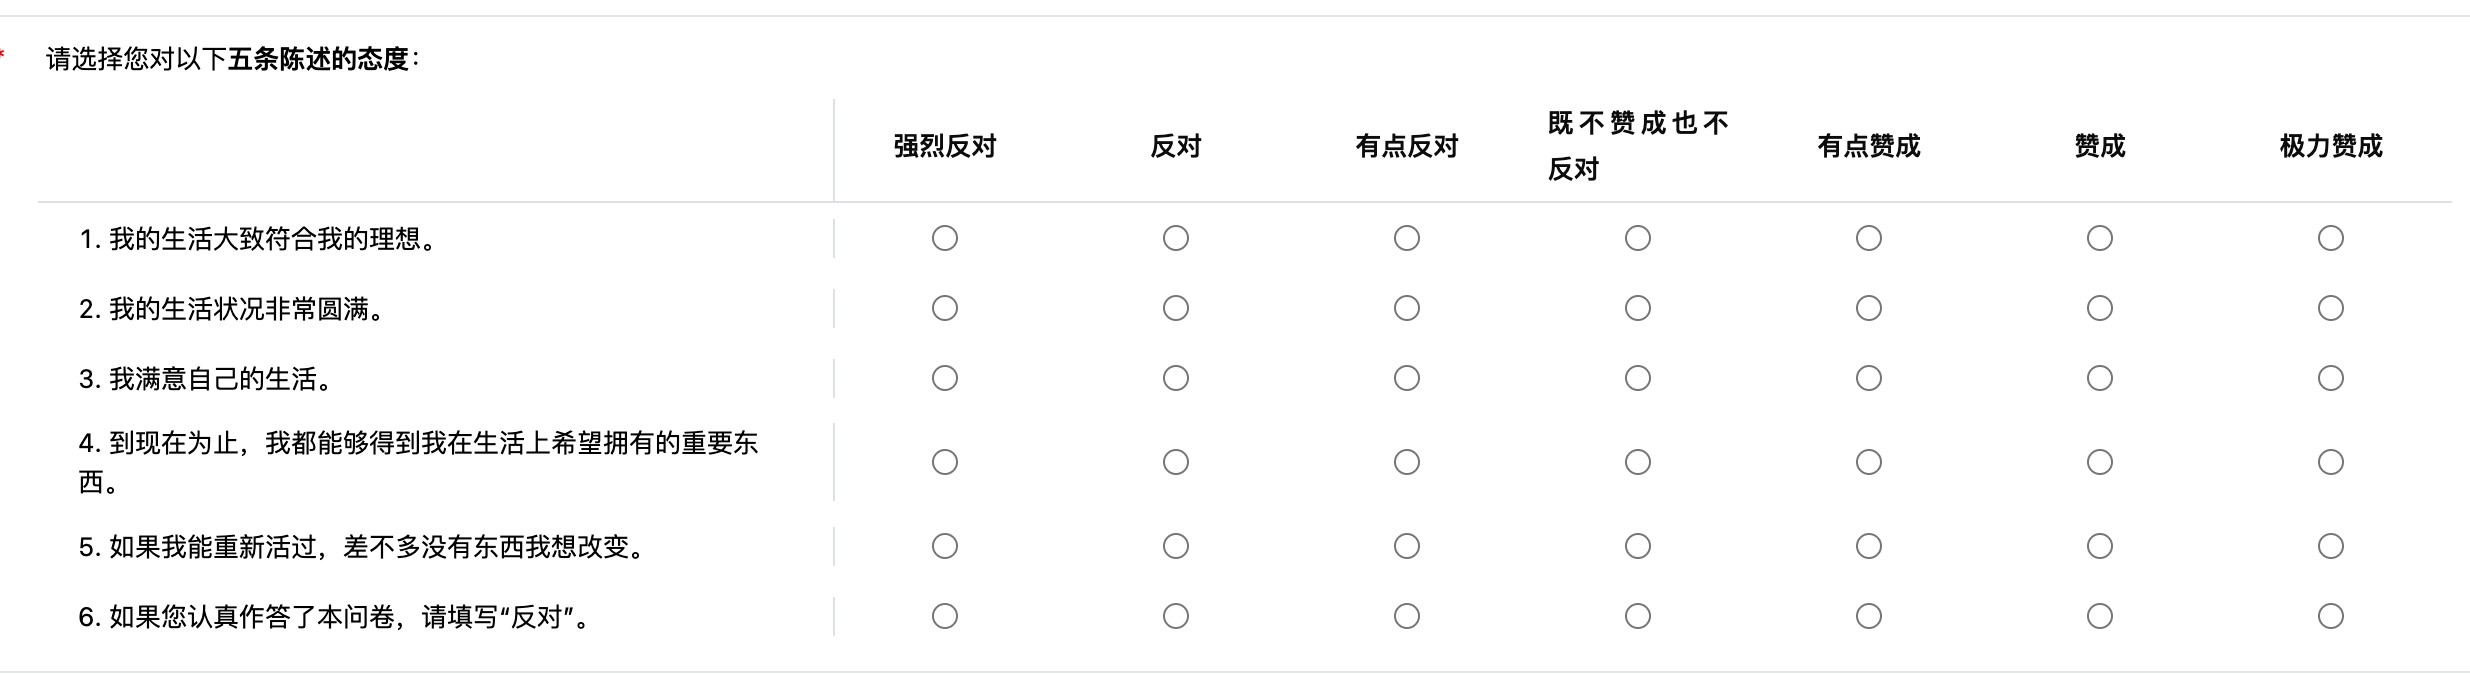 * 请选择您对以下五条陈述的态度：
强烈反对 反对 有点反对 既不赞成也不 有点赞成 赞成 极力赞成
反对
1. 我的生活大致符合我的理想。
2. 我的生活状况非常圆满。
3. 我满意自己的生活。
4. 到现在为止，我都能够得到我在生活上希望拥有的重要东
西。
5. 如果我能重新活过，差不多没有东西我想改变。
6. 如果您认真作答了本问卷，请填写“反对”。